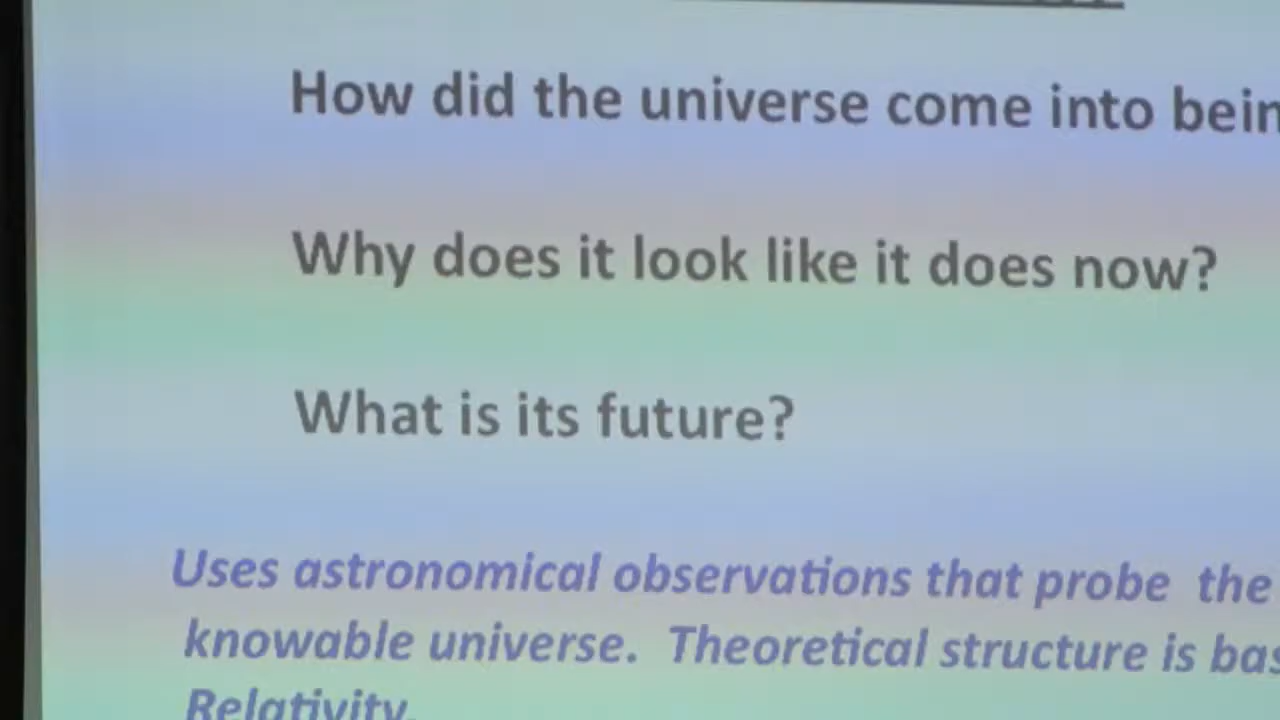 How did the universe come into bein
Why does it look like it does now?
What is its future?
Uses astronomical observations that probe the
knowable universe. Theoretical structure is bas
Relativity.